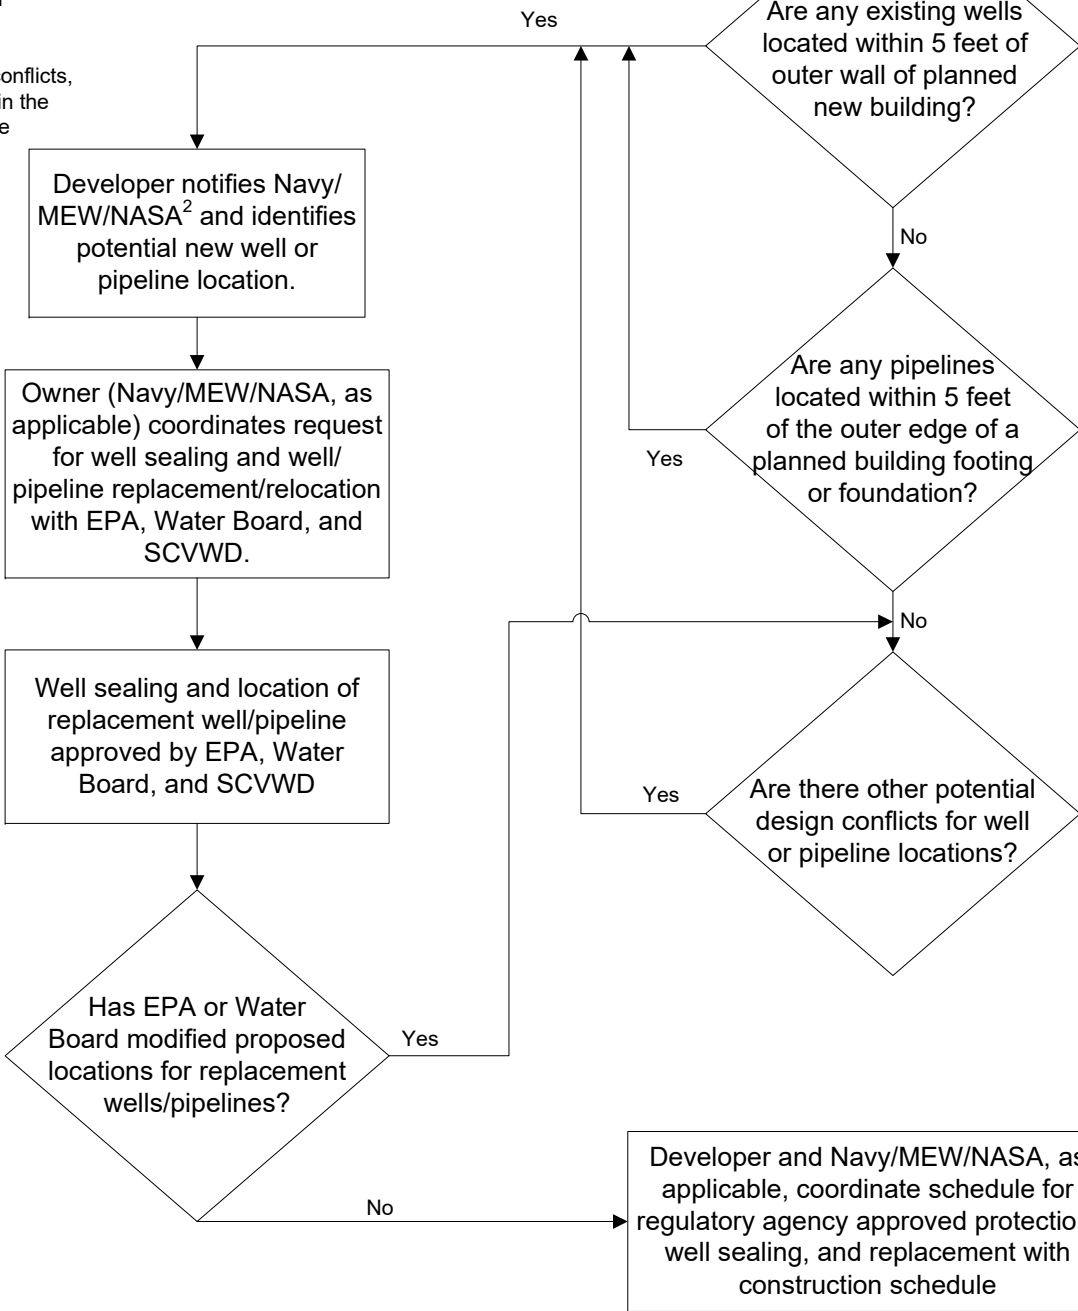 conflicts,
in the
Yes
Are any existing wells
located within 5 feet of
outer wall of planned
new building?
Developer notifies Navy/
MEW/NASA2 and identifies
potential new well or
pipeline location.
No
Owner (Navy/MEW/NASA, as
applicable) coordinates request
for well sealing and well/
pipeline replacement/relocation
with EPA, Water Board, and
SCVWD.
Are any pipelines
located within 5 feet
of the outer edge of a
planned building footing
or foundation?
Yes
No
Well sealing and location of
replacement well/pipeline
approved by EPA, Water
Board, and SCVWD
Yes
Are there other potential
design conflicts for well
or pipeline locations?
Has EPA or Water
Board modified proposed
locations for replacement
wells/pipelines?
Yes
No
Developer and Navy/MEW/NASA, as
applicable, coordinate schedule for
regulatory agency approved
well sealing, and replacement with
construction schedule